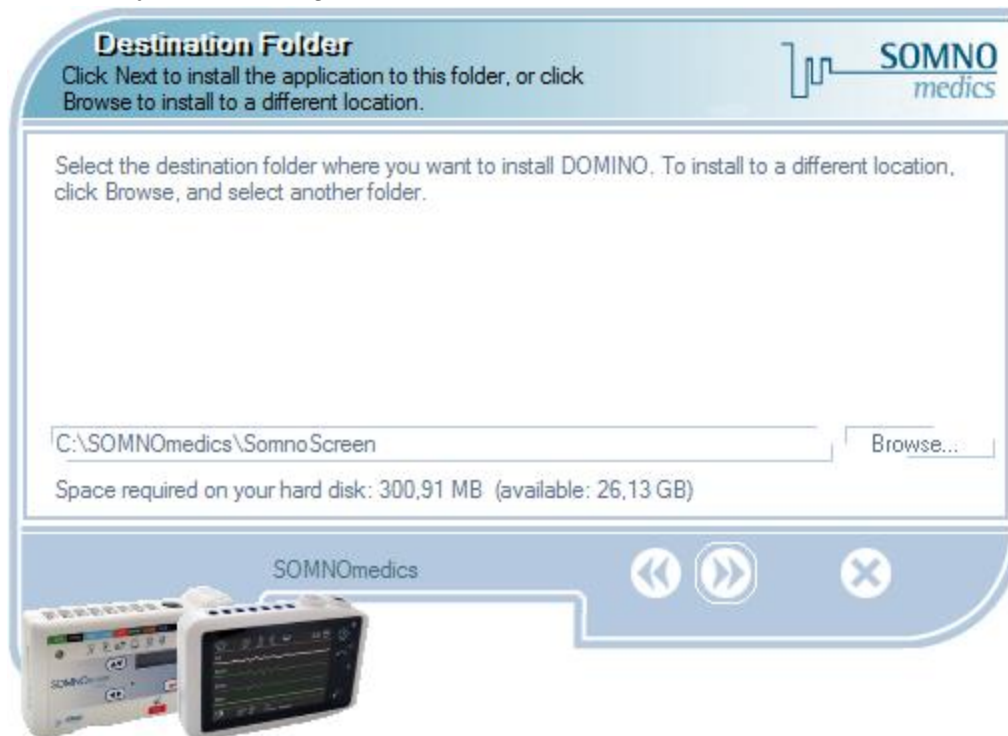 Destination Folder
Click Next to install the application to this folder, or click
Browse to install to a different location.
SOMNO
medics
Select the destination folder where you want to install DOMINO. To install to a different location,
click Browse, and select another folder.
C:\SOMNOmedics\SomnoScreen
Browse...
Space required on your hard disk: 300,91 MB (available: 26,13 GB)
SOMNOmedics